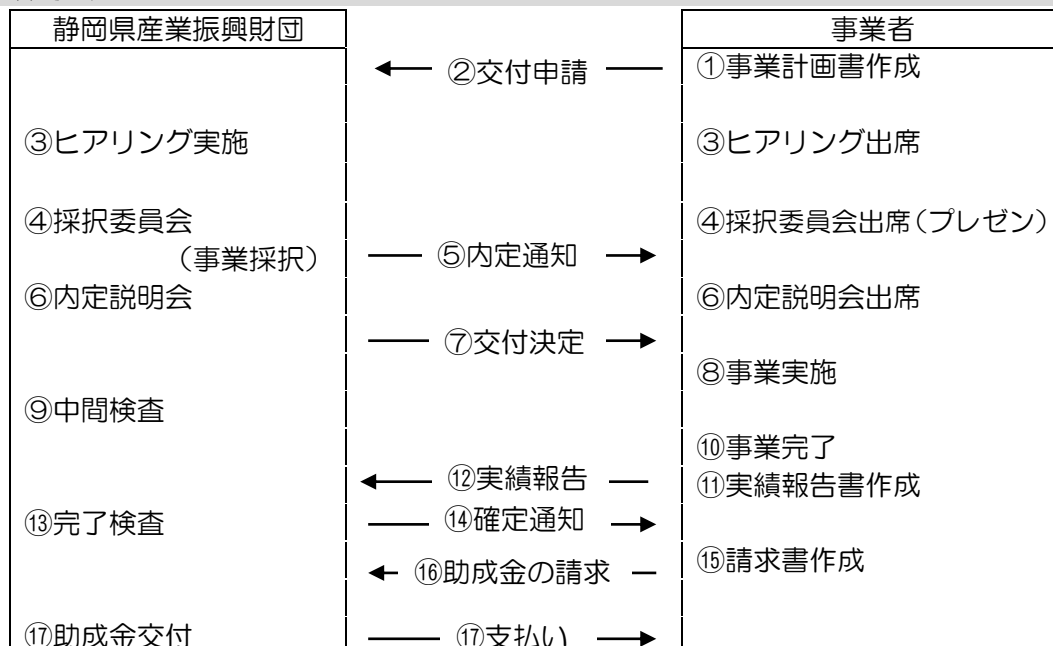 静岡県産業振興財団 事業者
②交付申請 ①事業計画書作成
③ヒアリング実施 ③ヒアリング出席
④採択委員会 ④採択委員会出席(プレゼン)
(事業採択) ⑤内定通知
⑥内定説明会 ⑥内定説明会出席
⑦交付決定
⑧事業実施
⑨中間検査
⑩事業完了
⑫実績報告 ⑪実績報告書作成
⑬完了検査 ⑭確定通知
⑯助成金の請求 ⑮請求書作成
⑰助成金交付 ⑰支払い